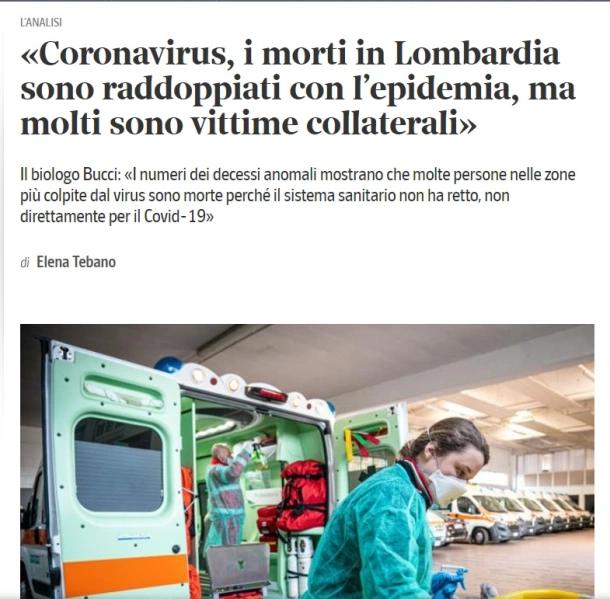 L'ANALISI
«Coronavirus, i morti in Lombardia
sono raddoppiati con l'epidemia, ma
molti sono vittime collaterali»
Il biologo Bucci: «I numeri dei decessi anomali mostrano che molte persone nelle zone
più colpite dal virus sono morte perché il sistema sanitario non ha retto, non
direttamente per il Covid-19»
di Elena Tebano